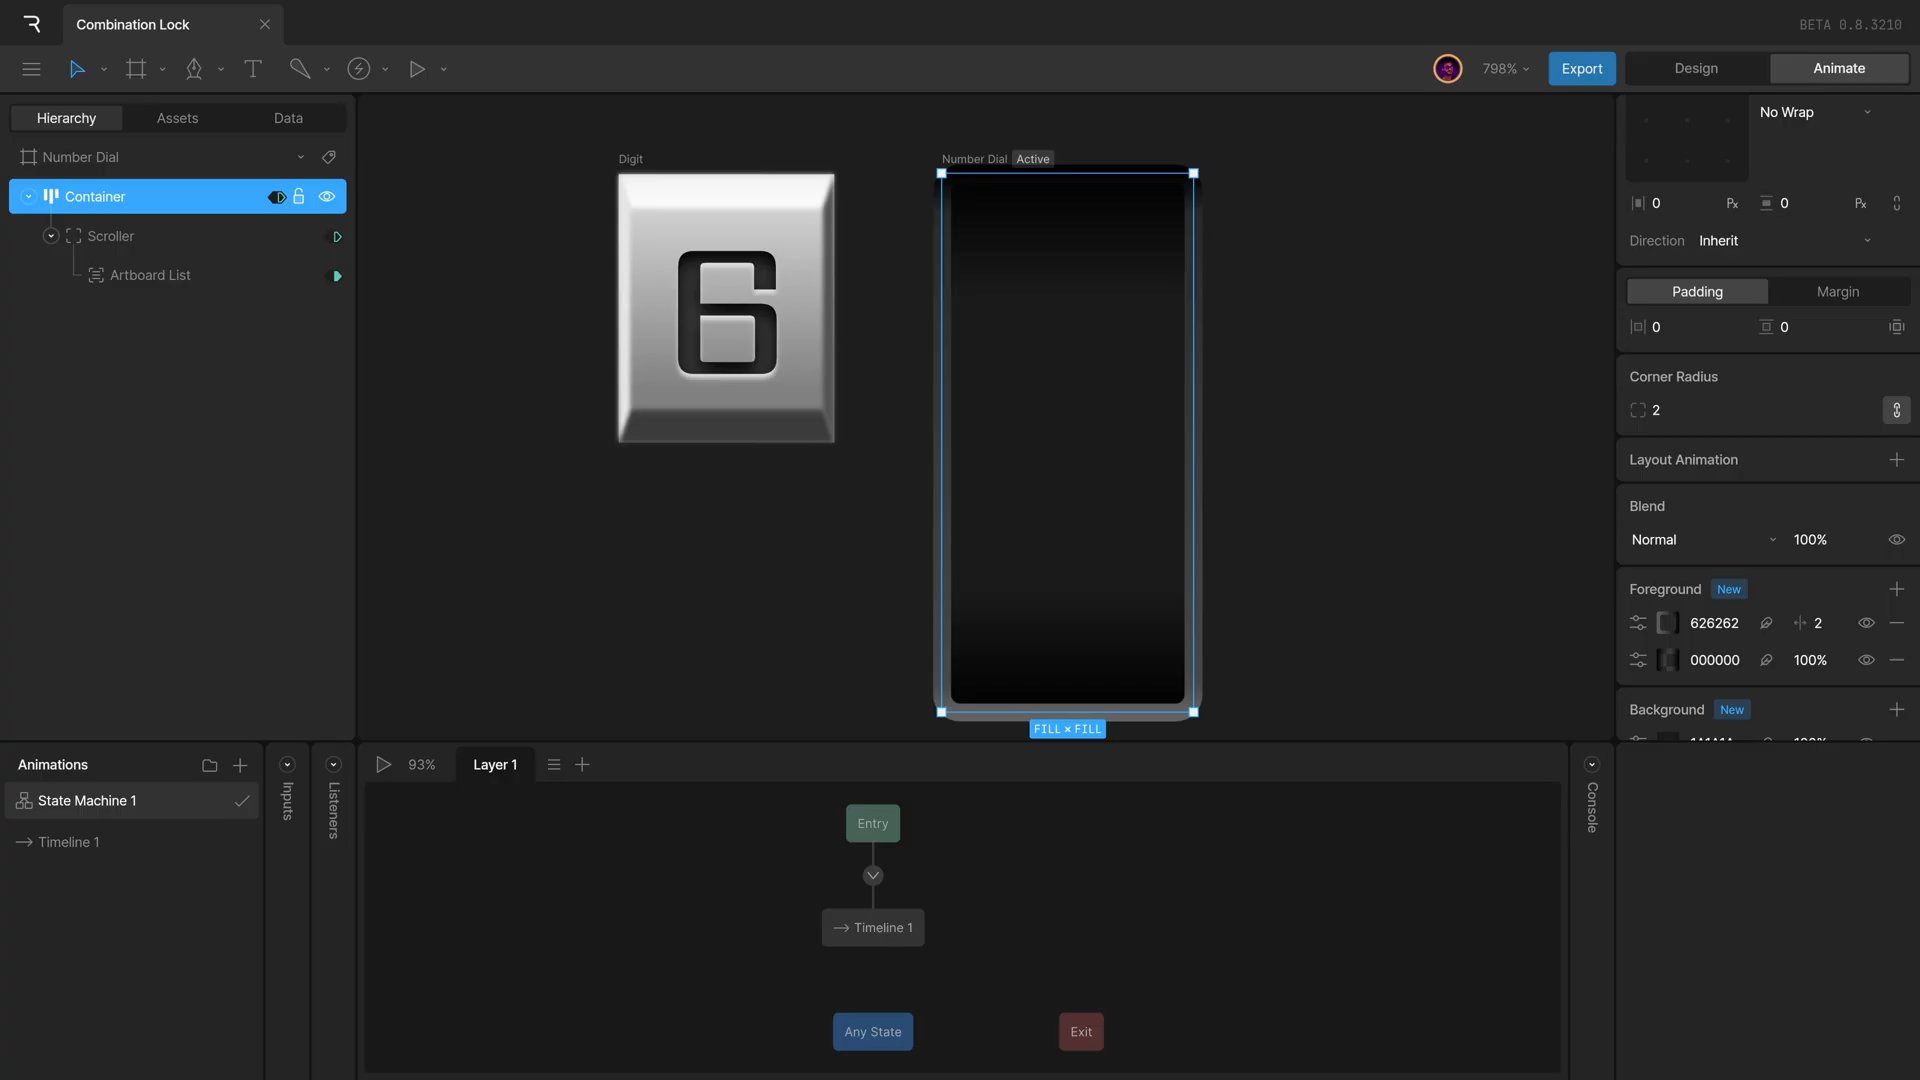 Combination Lock
BETA 0.8.3210
798%
Export
Design
Animate
Hierarchy
Assets
Data
Number Dial
Container
Scroller
Artboard List
Digit
6
Number Dial
Active
FILL × FILL
No Wrap
0
Px
0
Px
Direction
Inherit
Padding
Margin
0
0
Corner Radius
2
Layout Animation
Blend
Normal
100%
Foreground
New
626262
2
000000
100%
Background
New
Animations
State Machine 1
Timeline 1
Inputs
Listeners
93%
Layer 1
Entry
Timeline 1
Any State
Exit
Console